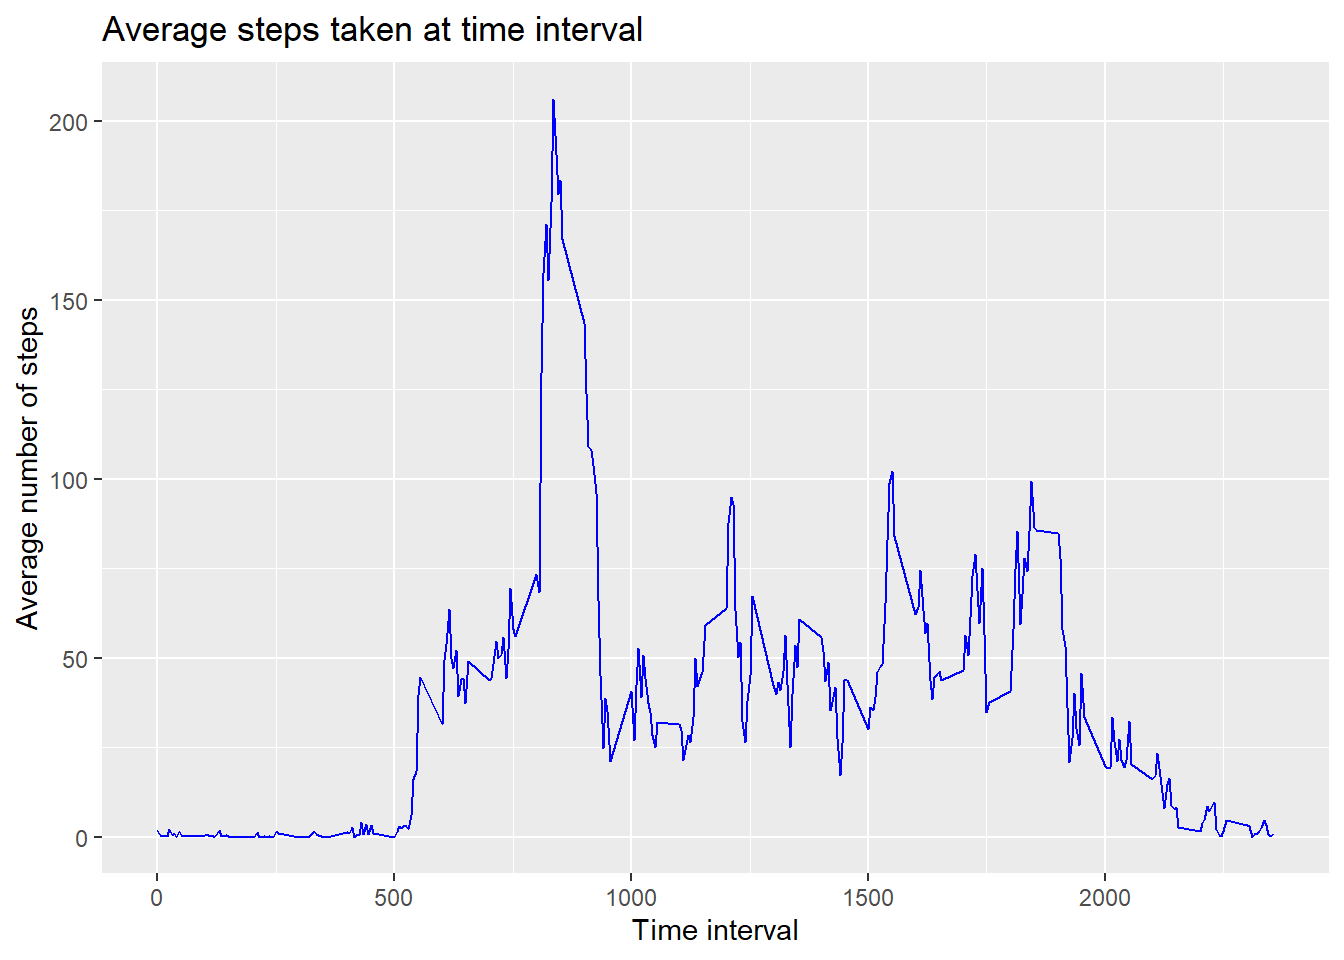 Average steps taken at time interval
Average number of steps
200
150
100
50
0
0 500 1000 1500 2000
Time interval